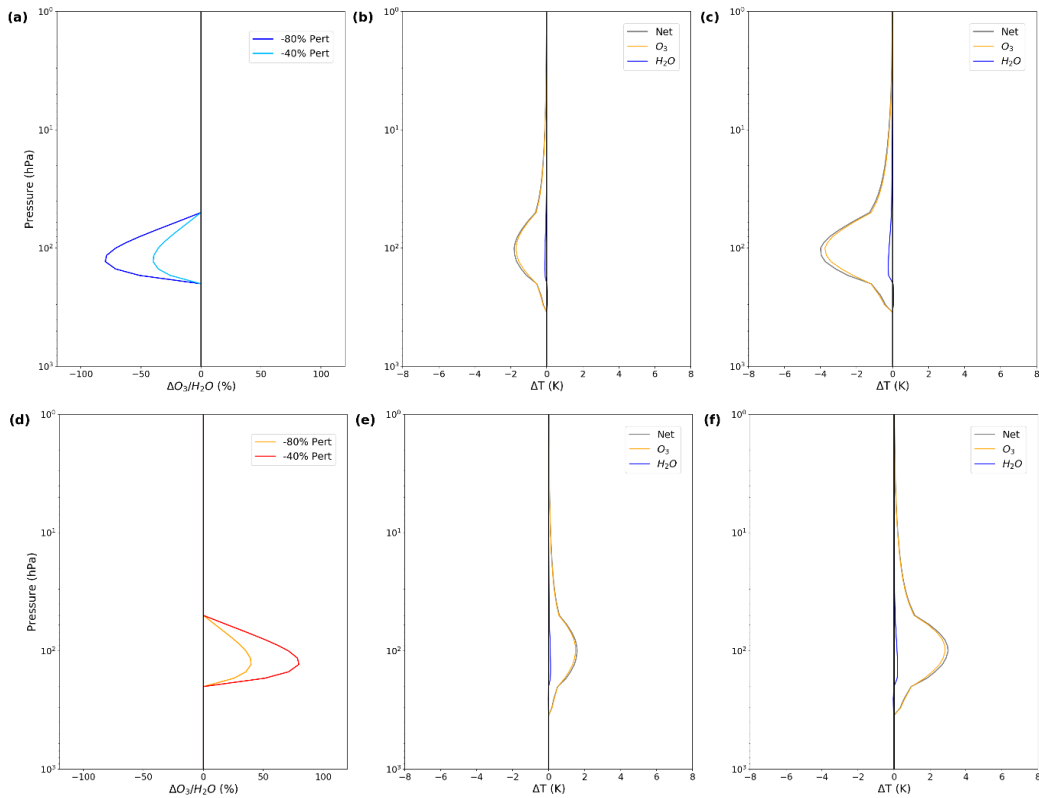 (a)
10⁰
10¹
10²
10³
Pressure (hPa)
-80% Pert
-40% Pert
−100 −50 0 50 100
ΔO₃/H₂O (%)
(b)
10⁰
10¹
10²
10³
Net
O₃
H₂O
−8 −6 −4 −2 0 2 4 6 8
ΔT (K)
(c)
10⁰
10¹
10²
10³
Net
O₃
H₂O
−8 −6 −4 −2 0 2 4 6 8
ΔT (K)
(d)
10⁰
10¹
10²
10³
Pressure (hPa)
-80% Pert
-40% Pert
−100 −50 0 50 100
ΔO₃/H₂O (%)
(e)
10⁰
10¹
10²
10³
Net
O₃
H₂O
−8 −6 −4 −2 0 2 4 6 8
ΔT (K)
(f)
10⁰
10¹
10²
10³
Net
O₃
H₂O
−8 −6 −4 −2 0 2 4 6 8
ΔT (K)